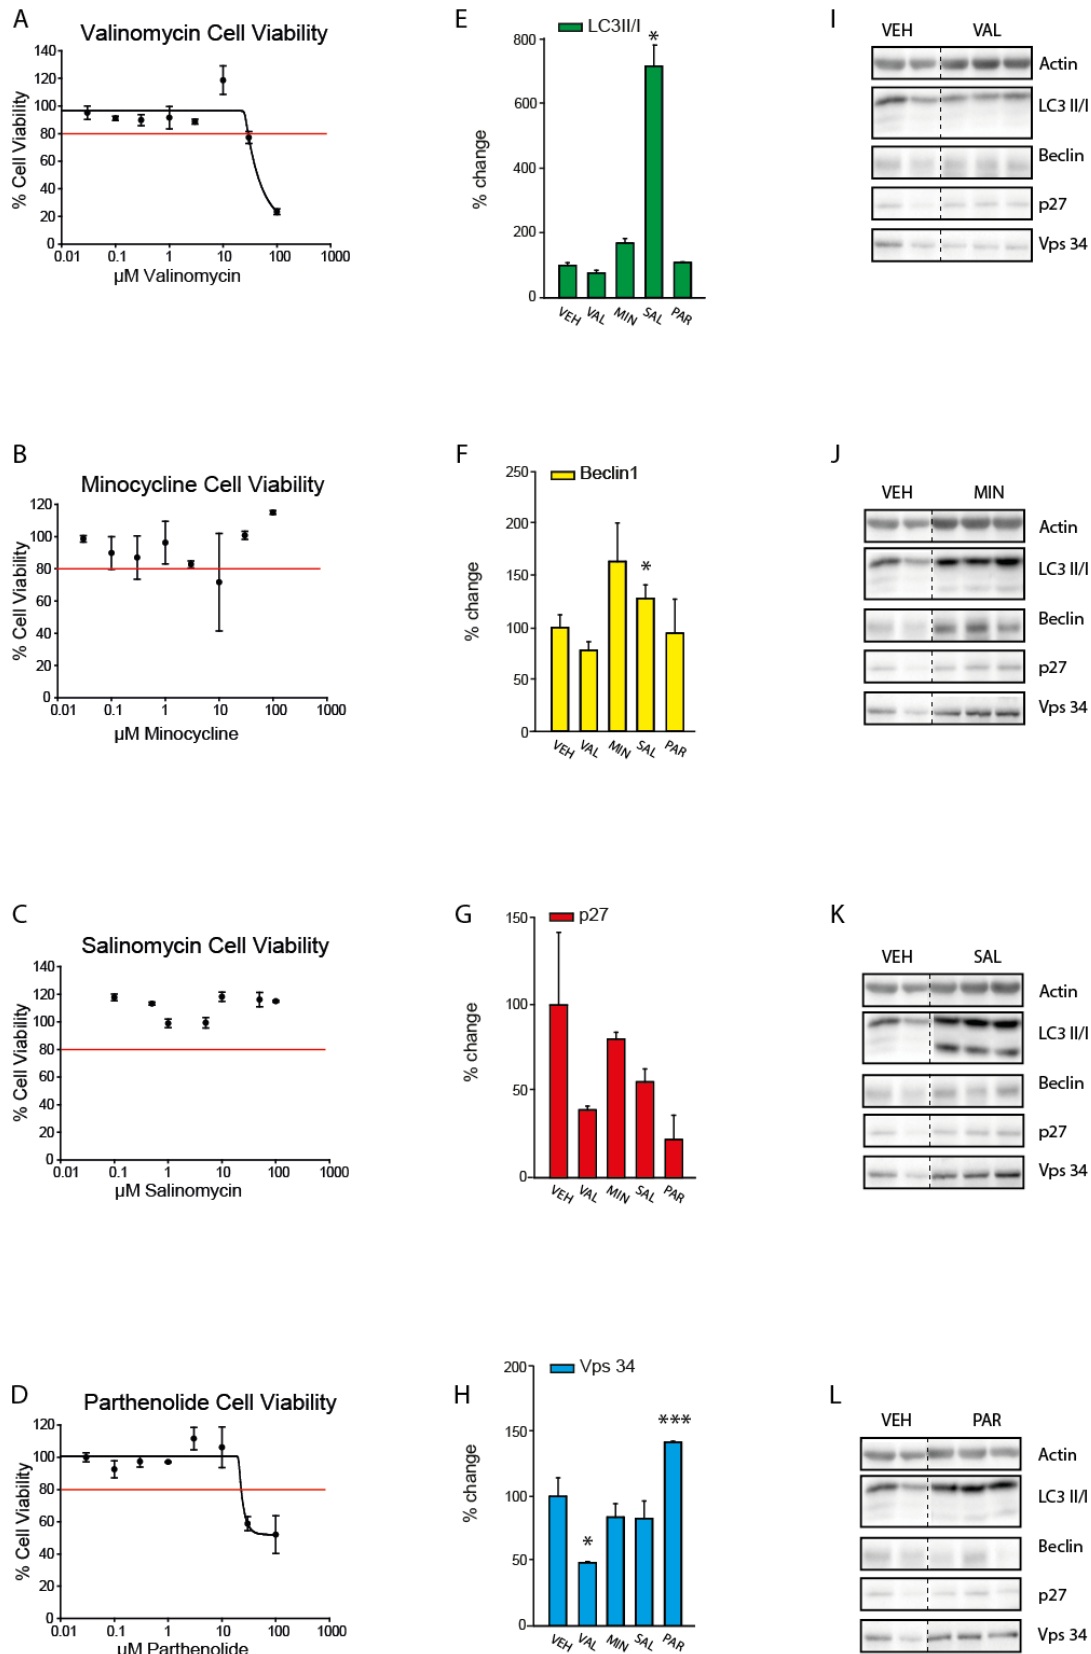 A
Valinomycin Cell Viability
% Cell Viability
140
120
100
80
60
40
20
0
0.01 0.1 1 10 100 1000
µM Valinomycin
E
LC3II/I
% change
800
600
400
200
0
VEH VAL MIN SAL PAR
*
I
VEH VAL
Actin
LC3 II/I
Beclin
p27
Vps 34
B
Minocycline Cell Viability
% Cell Viability
120
100
80
60
40
20
0
0.01 0.1 1 10 100 1000
µM Minocycline
F
Beclin1
% change
250
200
150
100
50
0
VEH VAL MIN SAL PAR
*
J
VEH MIN
Actin
LC3 II/I
Beclin
p27
Vps 34
C
Salinomycin Cell Viability
% Cell Viability
140
120
100
80
60
40
20
0
0.01 0.1 1 10 100 1000
µM Salinomycin
G
p27
% change
150
100
50
0
VEH VAL MIN SAL PAR
K
VEH SAL
Actin
LC3 II/I
Beclin
p27
Vps 34
D
Parthenolide Cell Viability
% Cell Viability
120
100
80
60
40
20
0
0.01 0.1 1 10 100 1000
µM Parthenolide
H
Vps 34
% change
200
150
100
50
0
VEH VAL MIN SAL PAR
*
***
L
VEH PAR
Actin
LC3 II/I
Beclin
p27
Vps 34